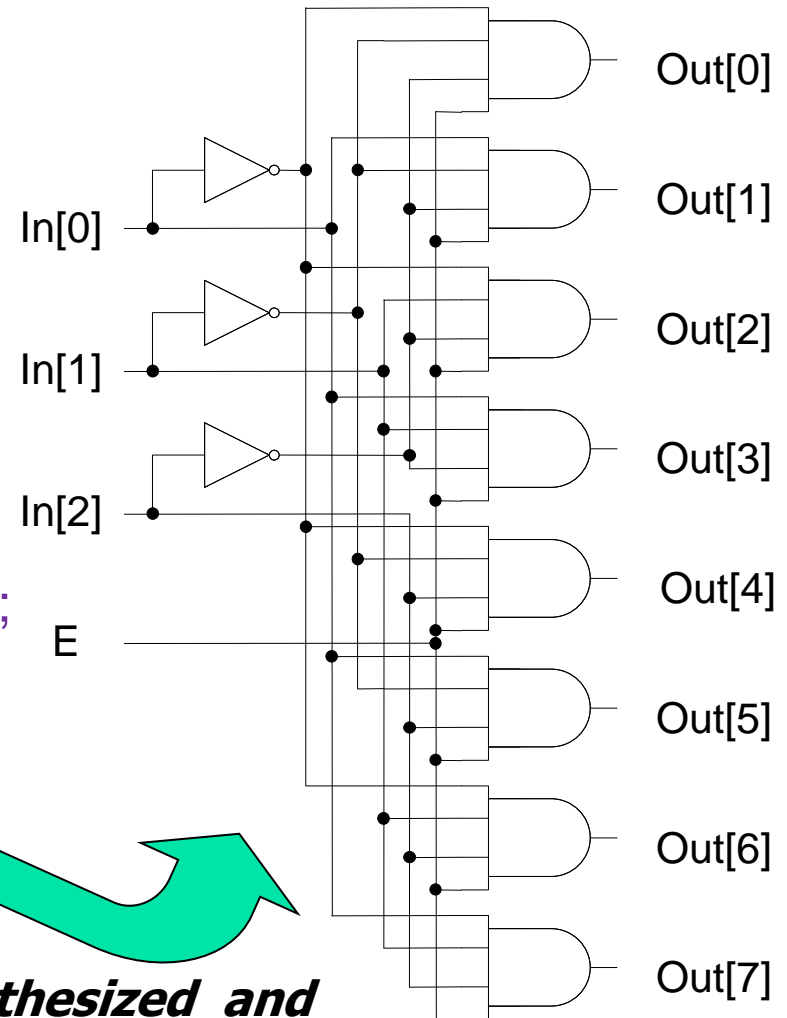 Out[0]
Out[1]
In[0]
Out[2]
In[1]
Out[3]
In[2]
Out[4]
;
E
Out[5]
Out[6]
Out[7]
thesized and